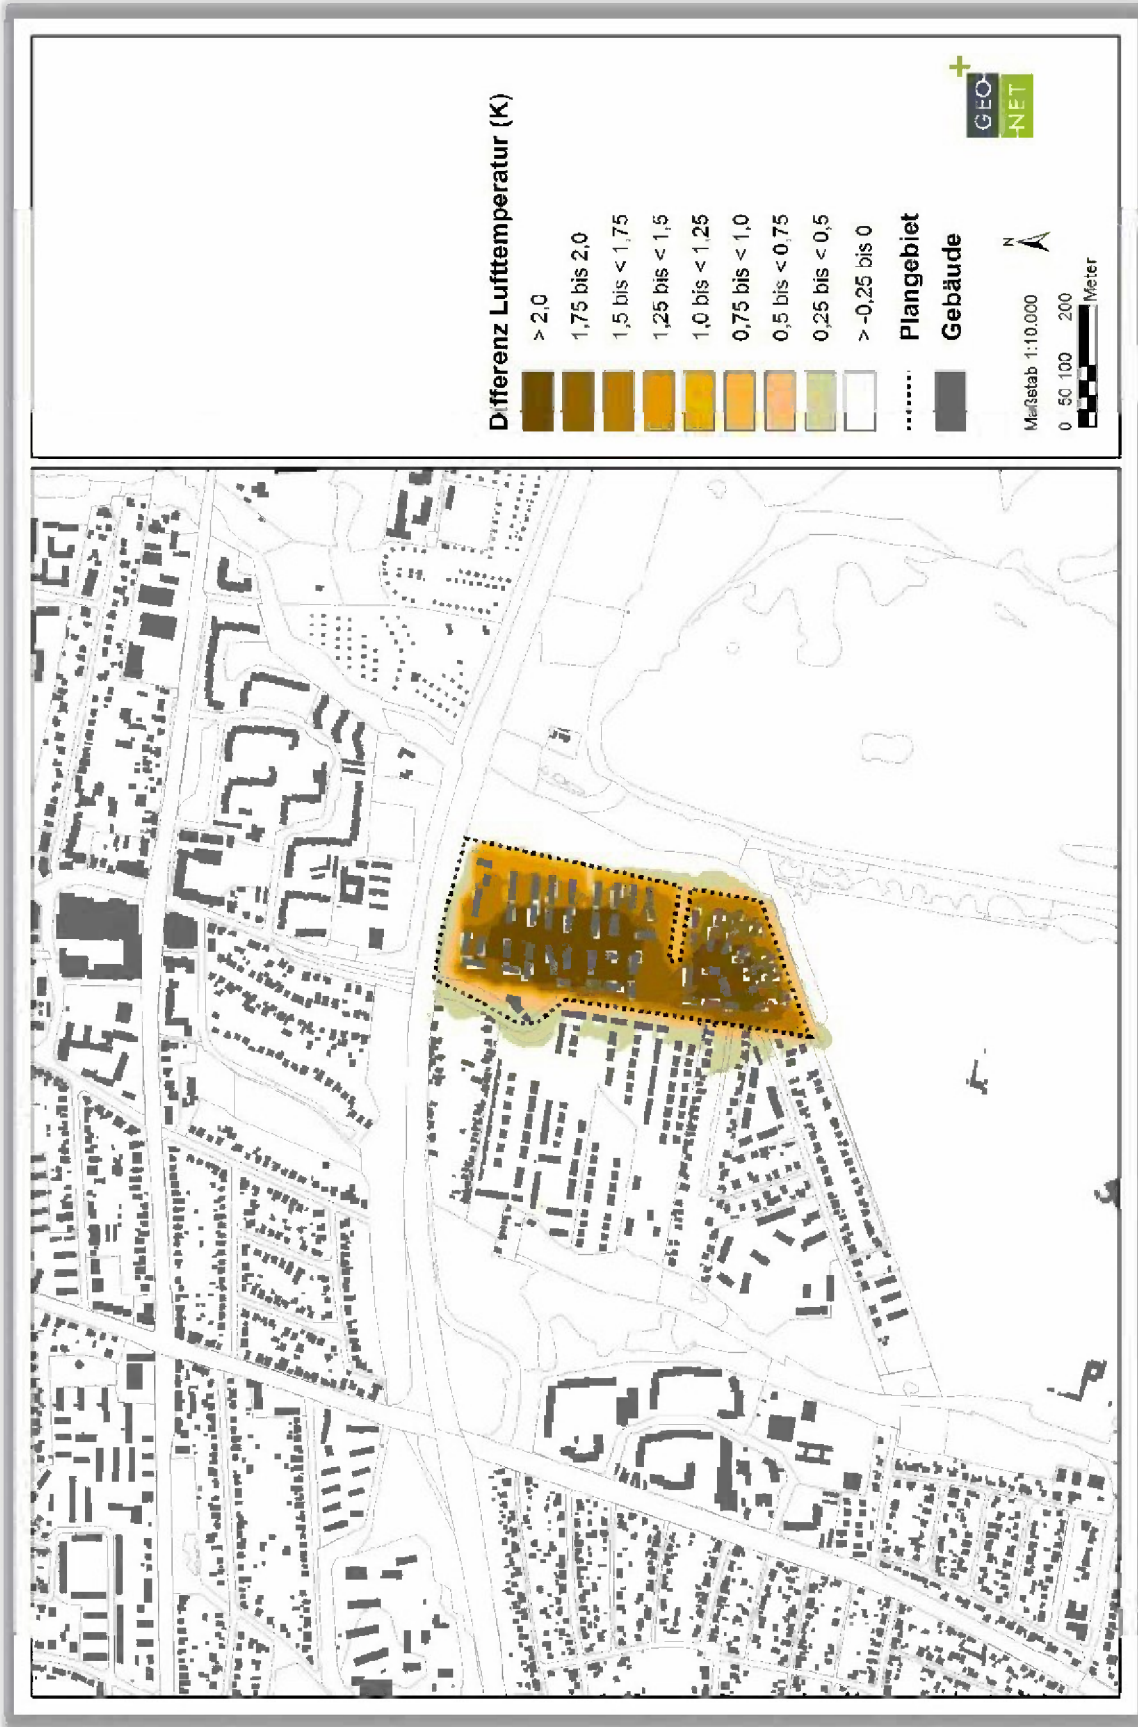 Differenz Lufttemperatur (K)
> 2,0
1,75 bis 2,0
1,5 bis < 1,75
1,25 bis < 1,5
1,0 bis < 1,25
0,75 bis < 1,0
0,5 bis < 0,75
0,25 bis < 0,5
> -0,25 bis 0
Plangebiet
Gebäude
N
Maßstab 1:10.000
0 50 100 200
Meter
GEO
NET